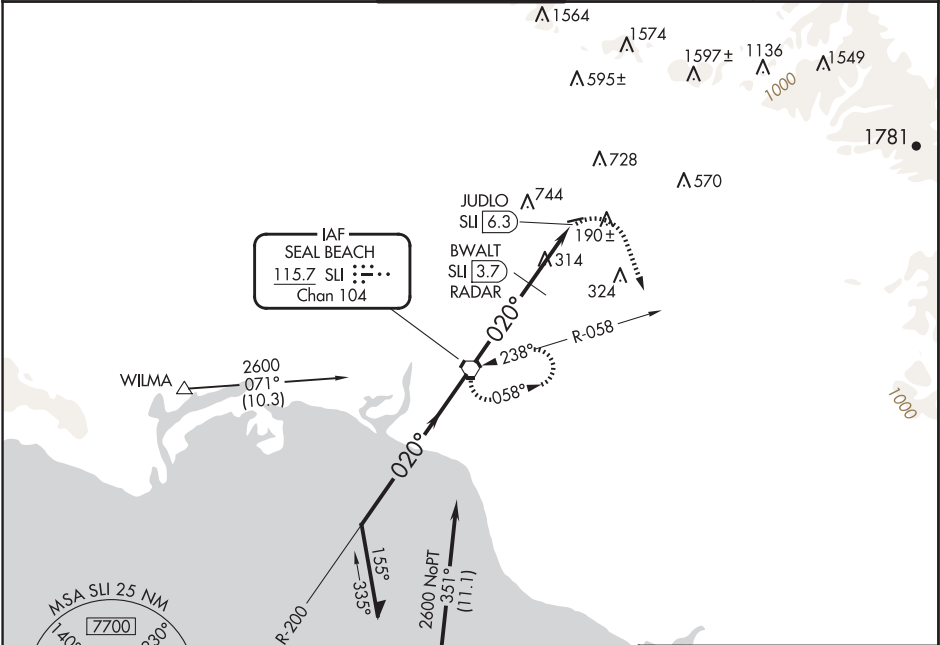 1564
1574
1597±
1136
1549
595±
1000
1781
728
570
JUDLO
SLI 6.3
744
190±
BWALT
SLI 3.7
RADAR
314
324
IAF
SEAL BEACH
115.7 SLI
Chan 104
020°
R-058
238°
058°
WILMA
2600
071°
(10.3)
1000
020°
155°
335°
R-200
2600 NoPT
351°
(11.1)
MSA SLI 25 NM
7700
140°
230°